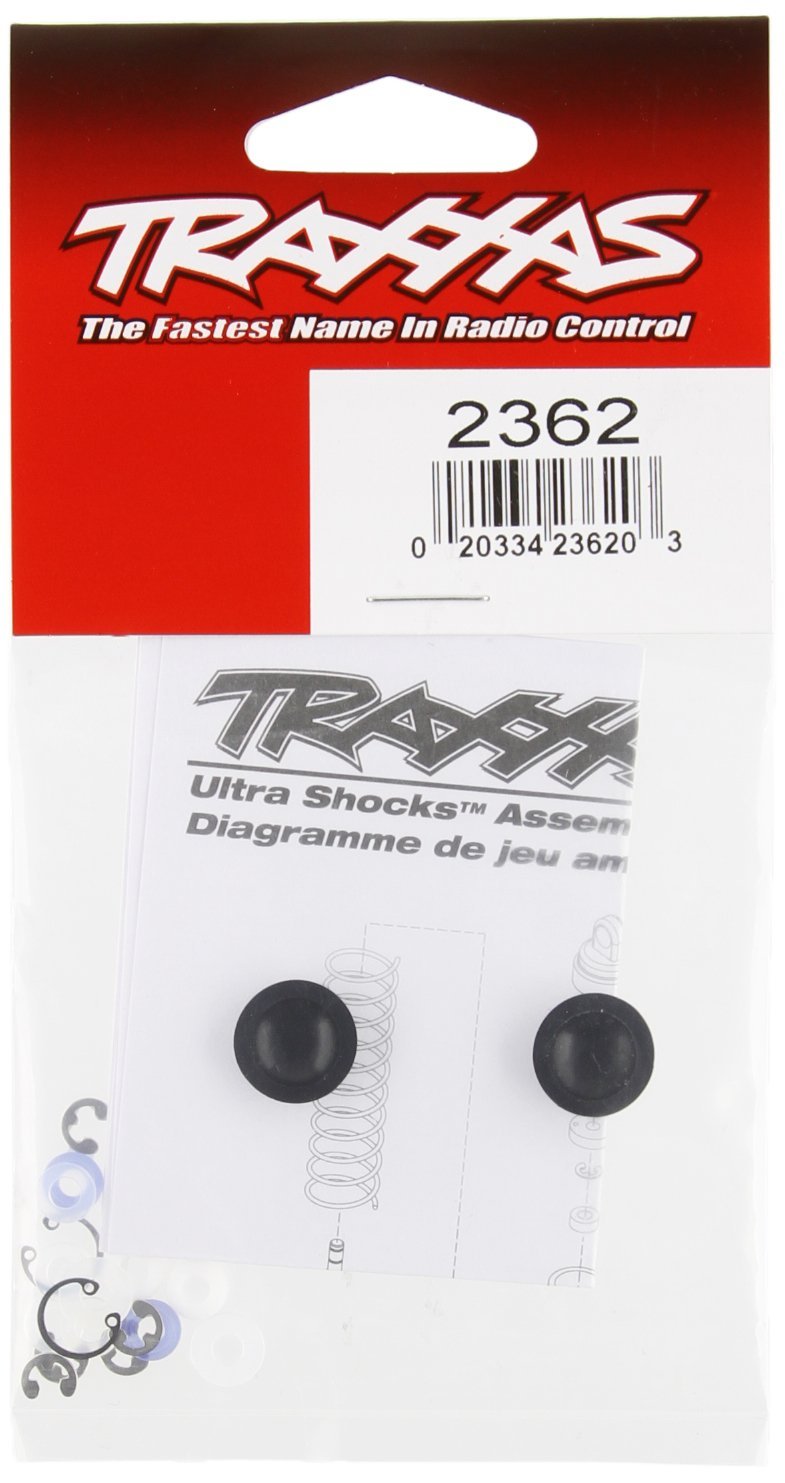 TRAXXAS
The Fastest Name In Radio Control
2362
0 20334 23620 3
TRAXX
Ultra Shocks™ Assem
Diagramme de jeu am